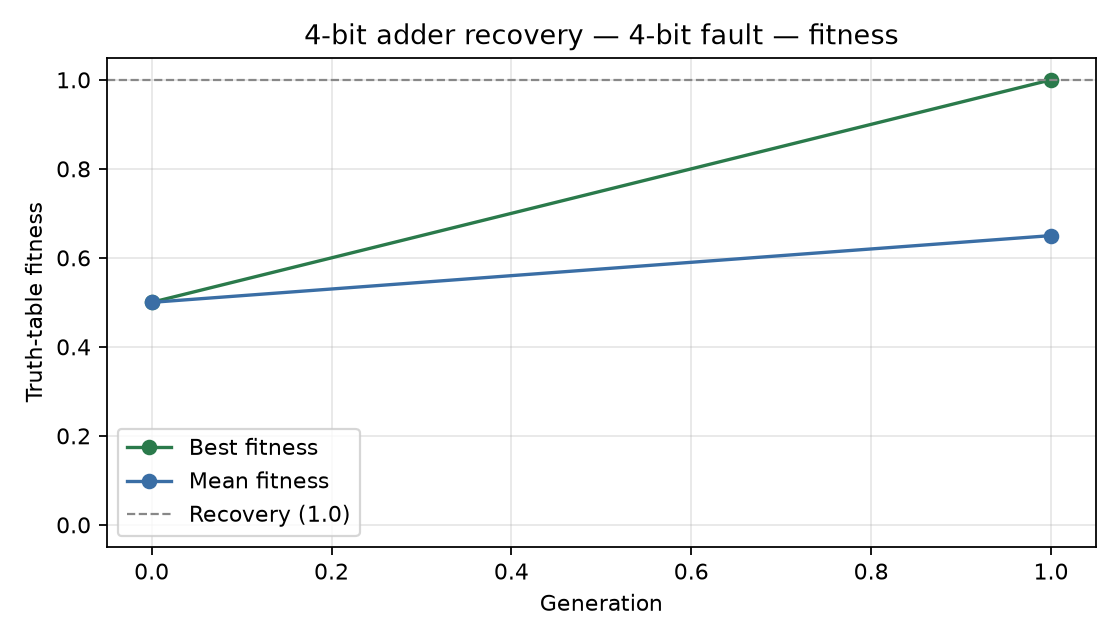 4-bit adder recovery — 4-bit fault — fitness
Truth-table fitness
1.0
0.8
0.6
0.4
0.2
0.0
Best fitness
Mean fitness
Recovery (1.0)
0.0 0.2 0.4 0.6 0.8 1.0
Generation